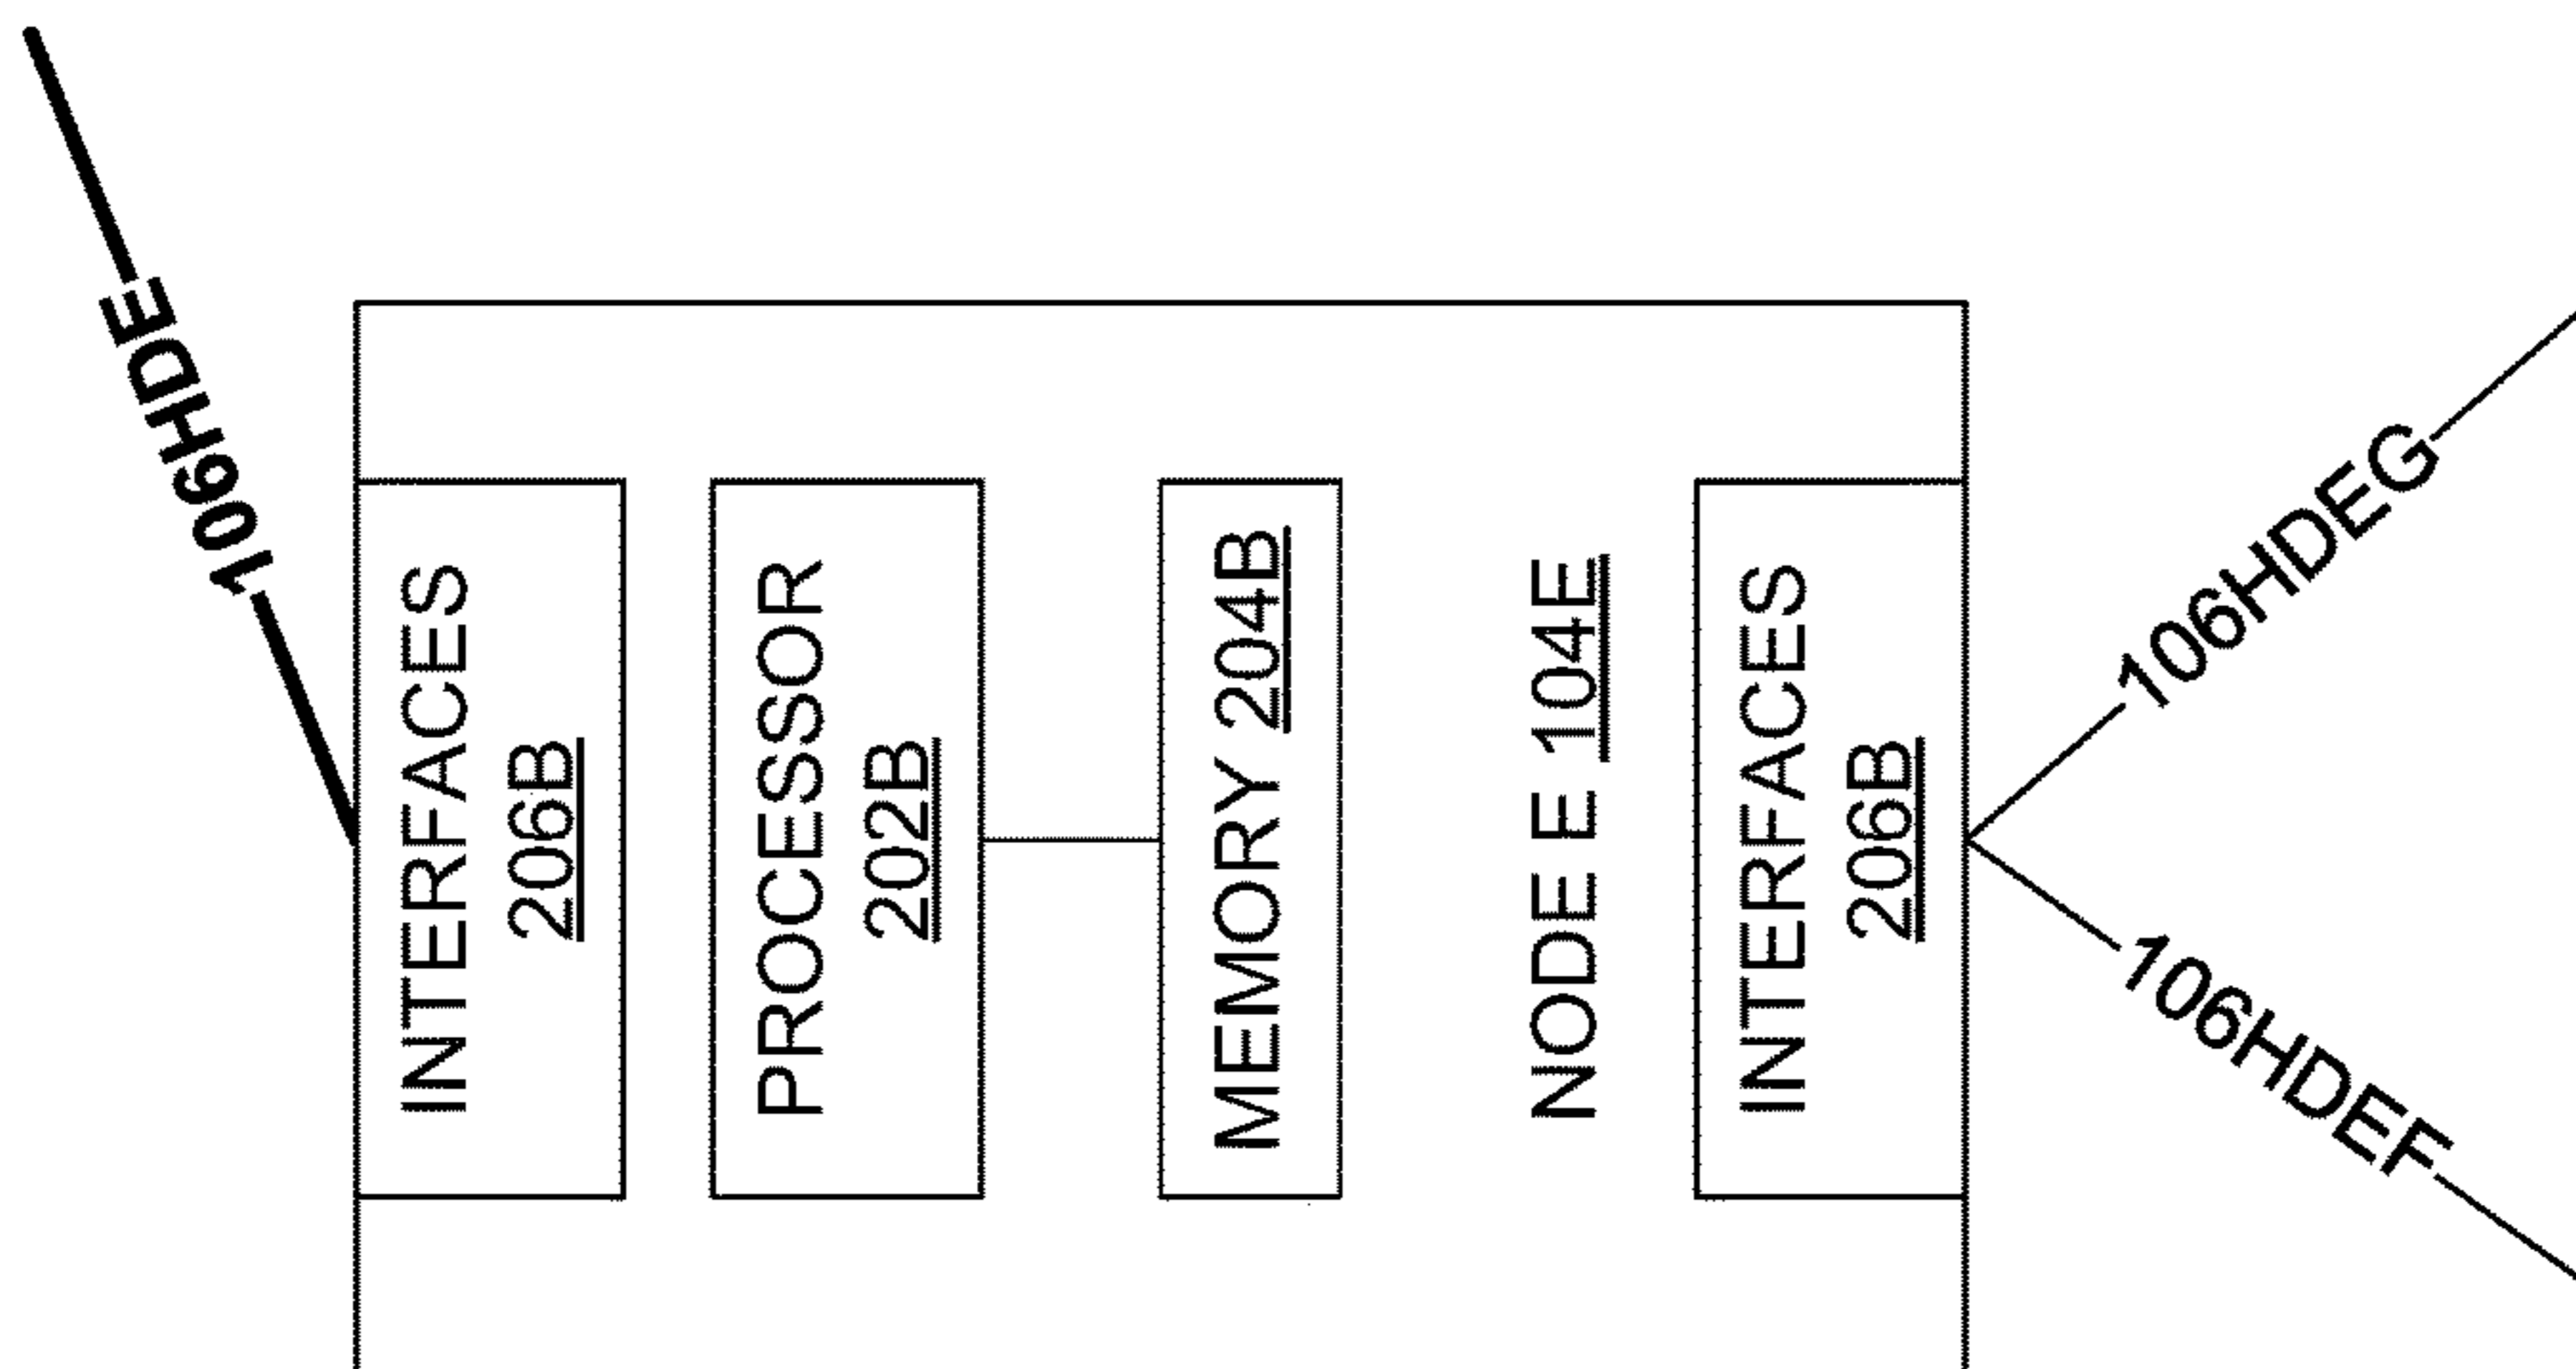 106HDE
INTERFACES
206B
PROCESSOR
202B
MEMORY 204B
NODE E 104E
INTERFACES
206B
106HDEG
106HDEF